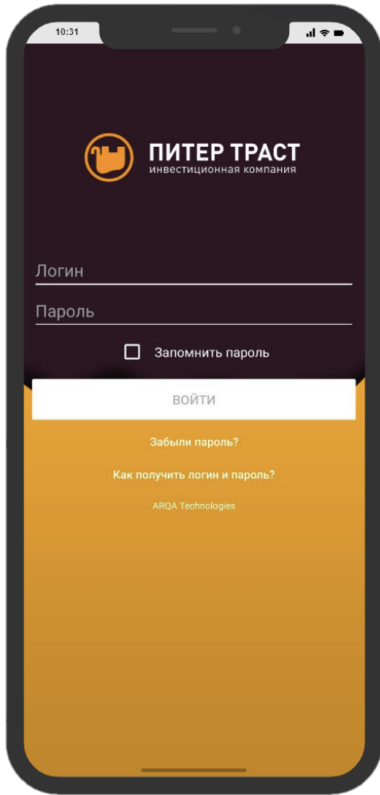 10:31
ПИТЕР ТРАСТ
инвестиционная компания
Логин
Пароль
Запомнить пароль
ВОЙТИ
Забыли пароль?
Как получить логин и пароль?
ARQA Technologies